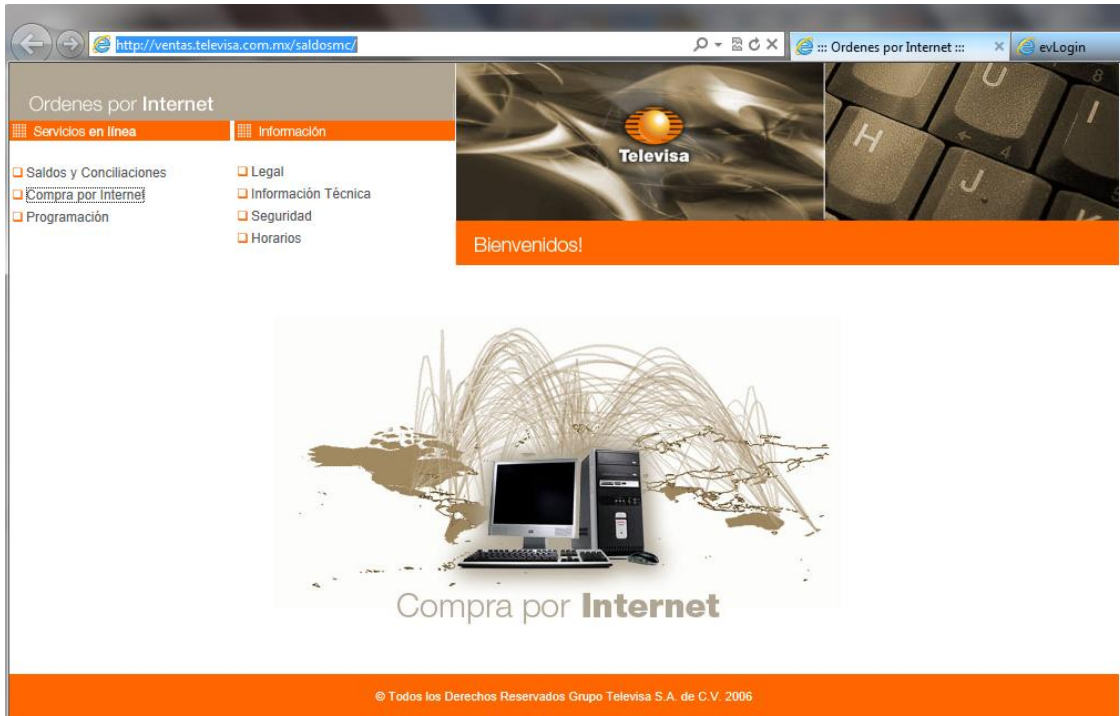 http://ventas.televisa.com.mx/saldosmc/
::: Ordenes por Internet :::
evLogin
Ordenes por Internet
Servicios en línea
Información
Saldos y Conciliaciones
Compra por Internet
Programación
Legal
Información Técnica
Seguridad
Horarios
Televisa
U
8
I
H
A
J
K
Bienvenidos!
Compra por Internet
© Todos los Derechos Reservados Grupo Televisa S.A. de C.V. 2006